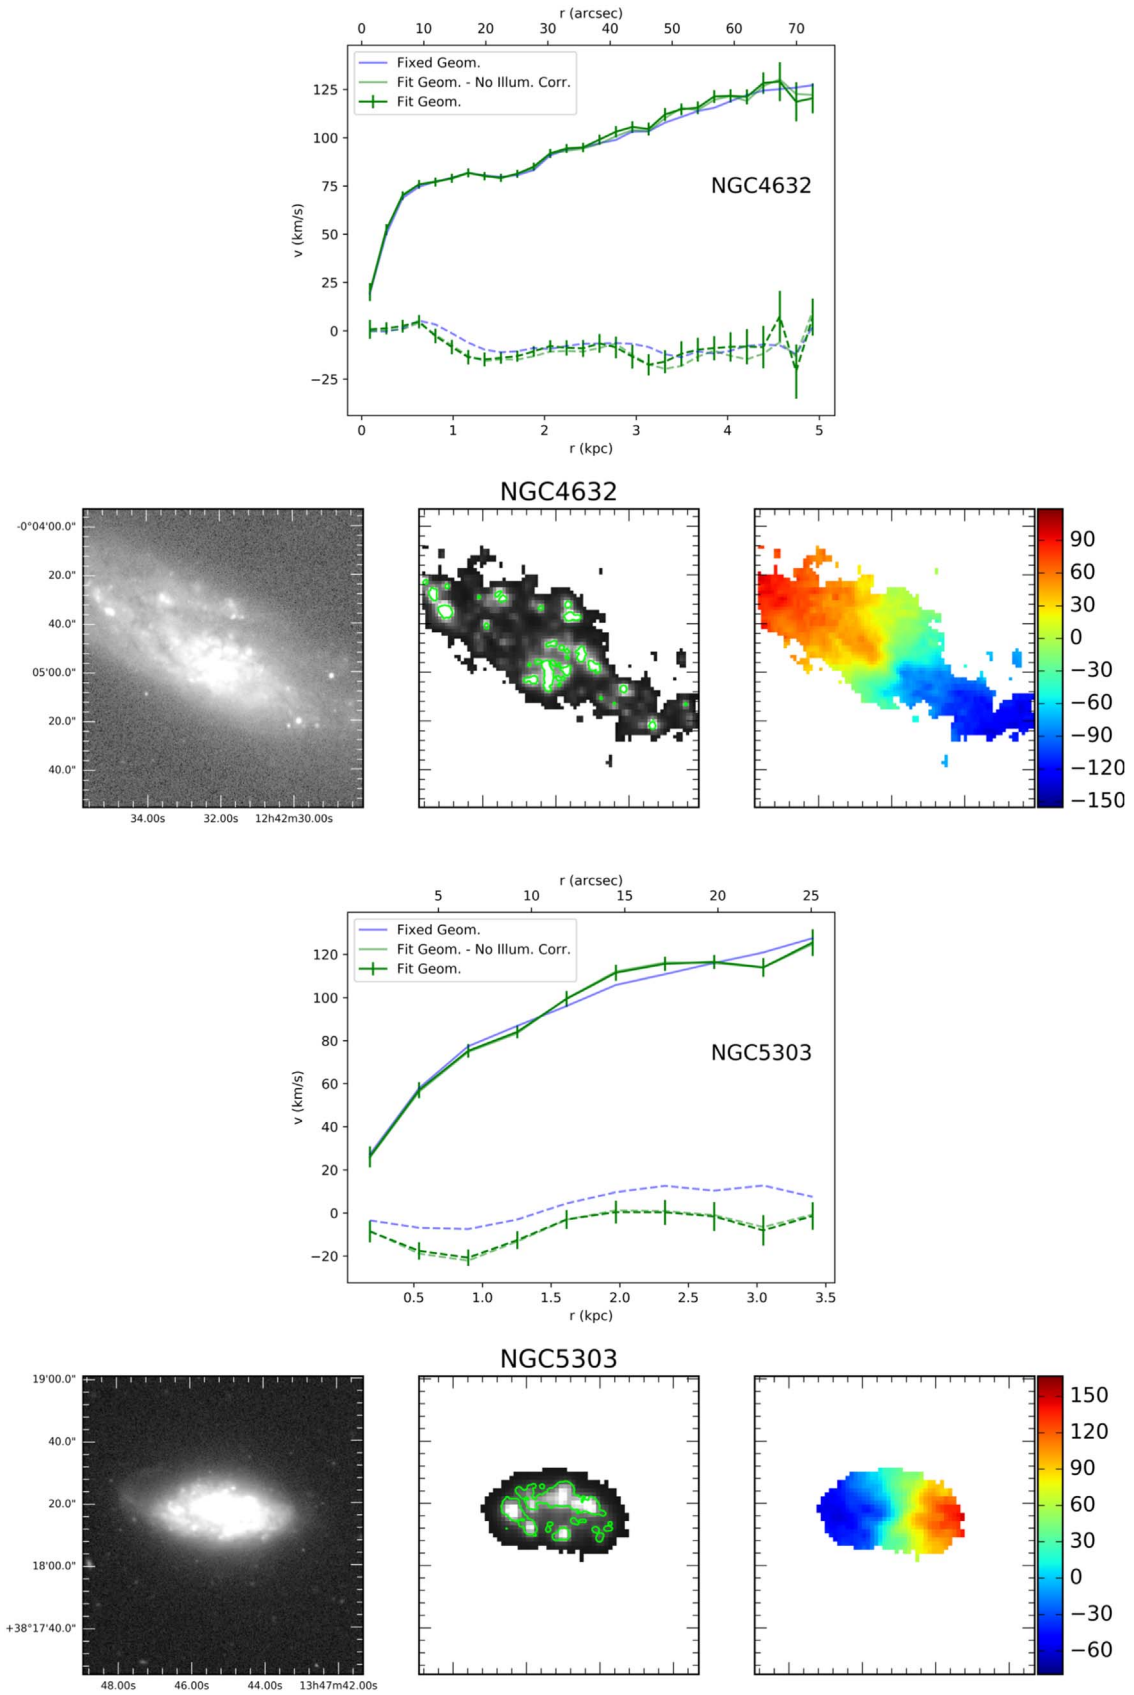 r (arcsec)
0 10 20 30 40 50 60 70
Fixed Geom.
Fit Geom. - No Illum. Corr.
Fit Geom.
125
100
75
50
25
0
−25
v (km/s)
NGC4632
0 1 2 3 4 5
r (kpc)
NGC4632
-0°04'00.0"
20.0"
40.0"
05'00.0"
20.0"
40.0"
34.00s 32.00s 12h42m30.00s
90
60
30
0
−30
−60
−90
−120
−150
r (arcsec)
5 10 15 20 25
Fixed Geom.
Fit Geom. - No Illum. Corr.
Fit Geom.
120
100
80
60
40
20
0
−20
v (km/s)
NGC5303
0.5 1.0 1.5 2.0 2.5 3.0 3.5
r (kpc)
NGC5303
19'00.0"
40.0"
20.0"
18'00.0"
+38°17'40.0"
48.00s 46.00s 44.00s 13h47m42.00s
150
120
90
60
30
0
−30
−60